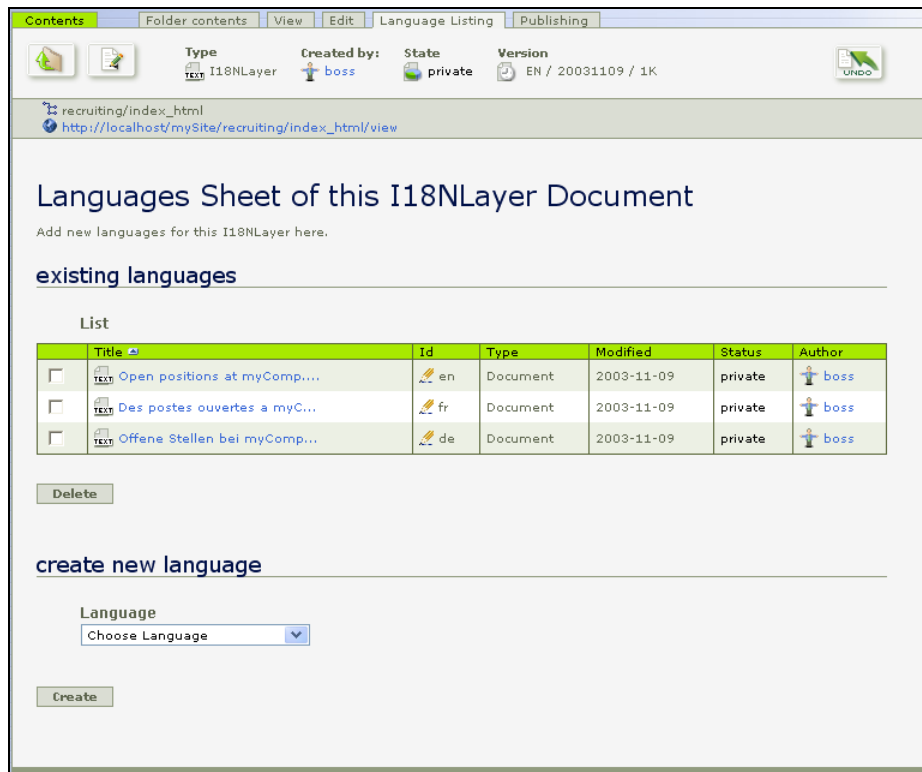 Contents Folder contents View Edit Language Listing Publishing
Type Created by: State Version
TEXT I18NLayer boss private EN / 20031109 / 1K UNDO
recruiting/index_html
http://localhost/mySite/recruiting/index_html/view
Languages Sheet of this I18NLayer Document
Add new languages for this I18NLayer here.
existing languages
List
Title Id Type Modified Status Author
TEXT Open positions at myComp.... en Document 2003-11-09 private boss
TEXT Des postes ouvertes a myC... fr Document 2003-11-09 private boss
TEXT Offene Stellen bei myComp... de Document 2003-11-09 private boss
Delete
create new language
Language
Choose Language
Create